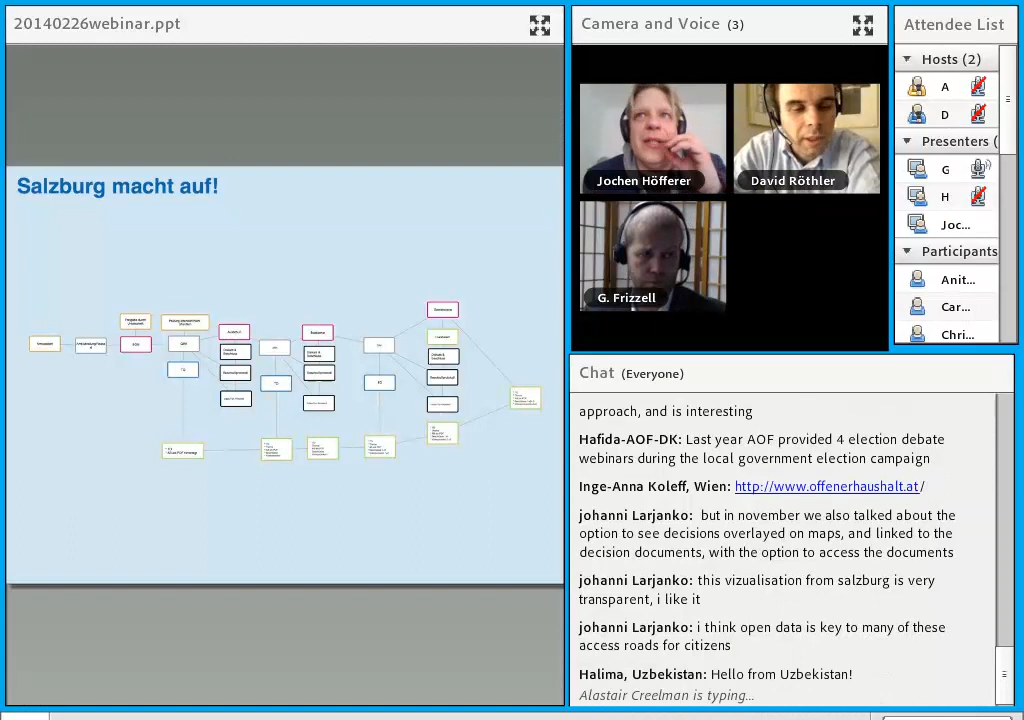 20140226webinar.ppt
Salzburg macht auf!
Camera and Voice (3)
Jochen Höfferer
David Röthler
G. Frizzell
Attendee List
Hosts (2)
A
D
Presenters (
G
H
Joc...
Participants
Anit...
Car...
Chri...
Chat (Everyone)
approach, and is interesting
Hafida-AOF-DK: Last year AOF provided 4 election debate
webinars during the local government election campaign
Inge-Anna Koleff, Wien: http://www.offenerhaushalt.at/
johanni Larjanko: but in november we also talked about the
option to see decisions overlayed on maps, and linked to the
decision documents, with the option to access the documents
johanni Larjanko: this vizualisation from salzburg is very
transparent, i like it
johanni Larjanko: i think open data is key to many of these
access roads for citizens
Halima, Uzbekistan: Hello from Uzbekistan!
Alastair Creelman is typing...